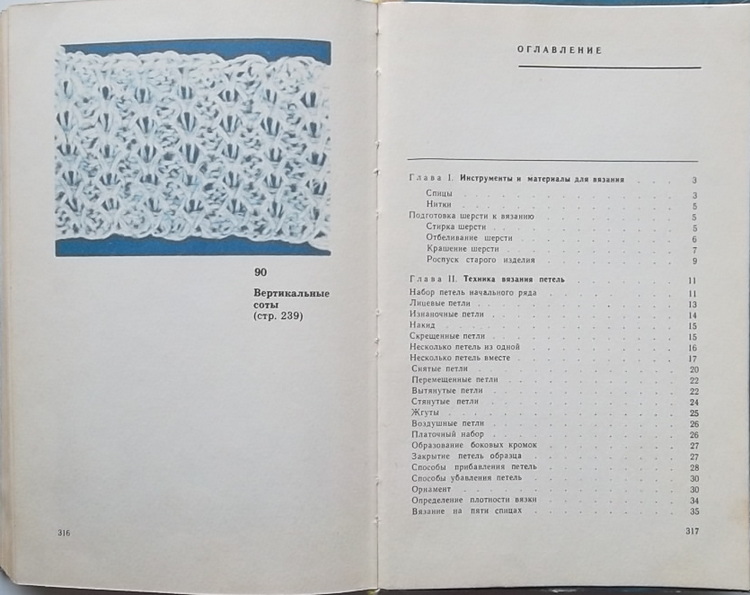 90
Вертикальные
соты
(стр. 239)
316
ОГЛАВЛЕНИЕ
Глава I. Инструменты и материалы для вязания . . . 3
Спицы . . . 3
Нитки . . . 5
Подготовка шерсти к вязанию . . . 5
Стирка шерсти . . . 5
Отбеливание шерсти . . . 6
Крашение шерсти . . . 7
Роспуск старого изделия . . . 9
Глава II. Техника вязания петель . . . 11
Набор петель начального ряда . . . 11
Лицевые петли . . . 13
Изнаночные петли . . . 14
Накид . . . 15
Скрещенные петли . . . 15
Несколько петель из одной . . . 16
Несколько петель вместе . . . 17
Снятые петли . . . 20
Перемещенные петли . . . 22
Вытянутые петли . . . 22
Стянутые петли . . . 24
Жгуты . . . 25
Воздушные петли . . . 26
Платочный набор . . . 26
Образование боковых кромок . . . 27
Закрытие петель образца . . . 27
Способы прибавления петель . . . 28
Способы убавления петель . . . 30
Орнамент . . . 30
Определение плотности вязки . . . 34
Вязание на пяти спицах . . . 35
317